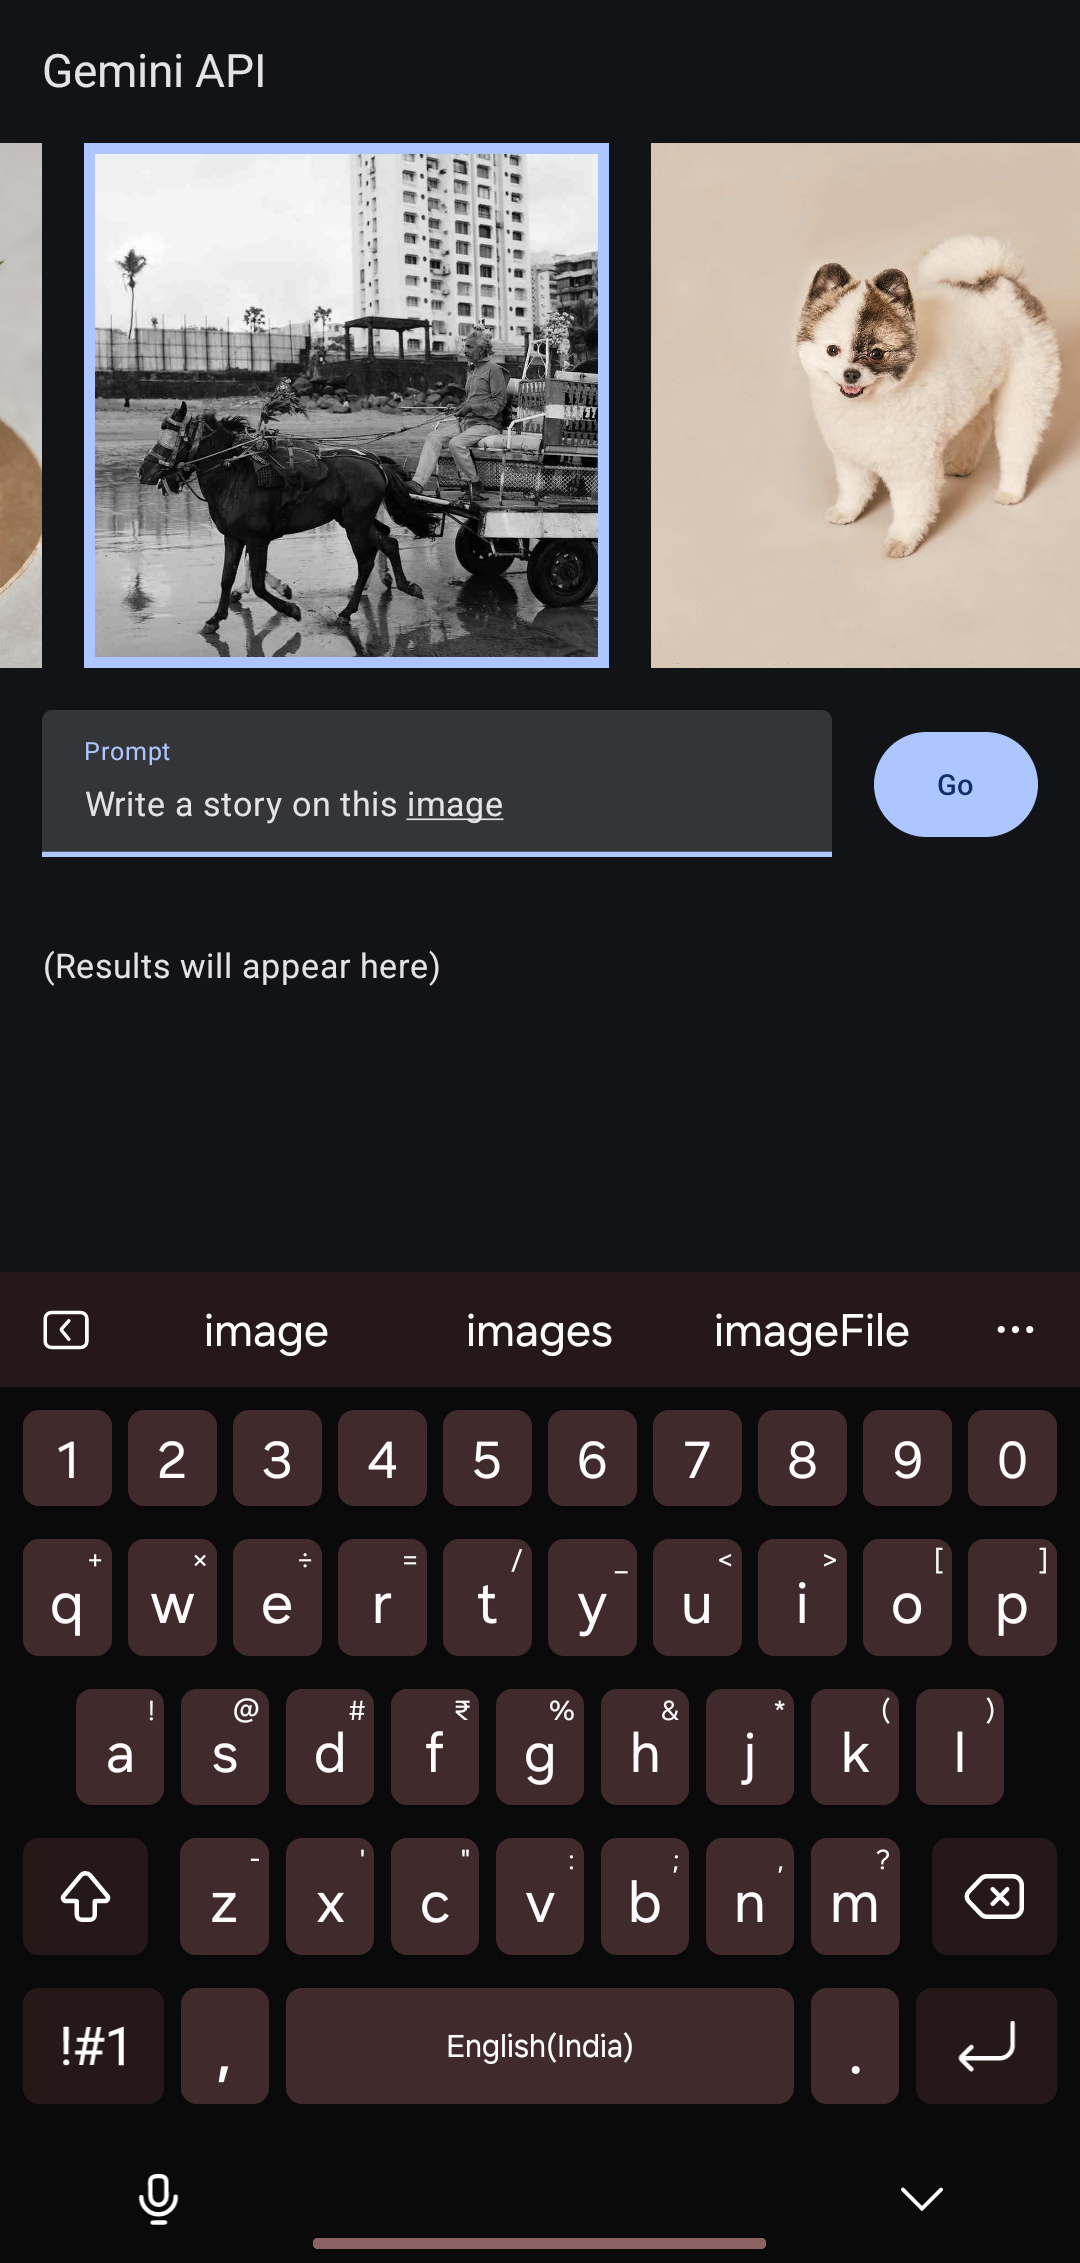 Gemini API
Prompt
Write a story on this image
Go
(Results will appear here)
image images imageFile ...
1 2 3 4 5 6 7 8 9 0
+ × ÷ = / _ < > [ ]
q w e r t y u i o p
! @ # ₹ % & * ( )
a s d f g h j k l
- ' " : ; , ?
z x c v b n m
!#1 , English(India) .